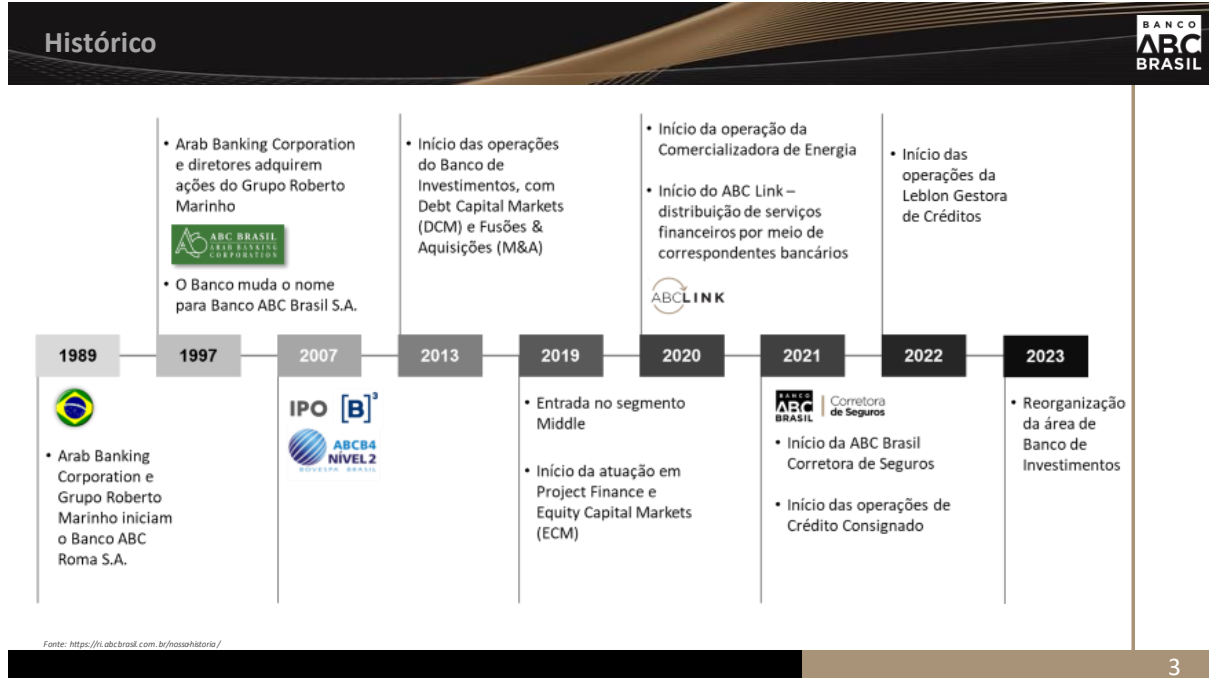 Histórico
BANCO
ABC
BRASIL
• Arab Banking Corporation
e diretores adquirem
ações do Grupo Roberto
Marinho
ABC BRASIL
ARAB BANKING
CORPORATION
• O Banco muda o nome
para Banco ABC Brasil S.A.
• Início das operações
do Banco de
Investimentos, com
Debt Capital Markets
(DCM) e Fusões &
Aquisições (M&A)
• Início da operação da
Comercializadora de Energia
• Início do ABC Link –
distribuição de serviços
financeiros por meio de
correspondentes bancários
ABCLINK
• Início das
operações da
Leblon Gestora
de Créditos
1989
1997
2007
2013
2019
2020
2021
2022
2023
• Arab Banking
Corporation e
Grupo Roberto
Marinho iniciam
o Banco ABC
Roma S.A.
IPO [B]³
ABCB4
NÍVEL 2
BOVESPA BRASIL
• Entrada no segmento
Middle
• Início da atuação em
Project Finance e
Equity Capital Markets
(ECM)
BANCO
ABC
BRASIL
Corretora
de Seguros
• Início da ABC Brasil
Corretora de Seguros
• Início das operações de
Crédito Consignado
• Reorganização
da área de
Banco de
Investimentos
Fonte: https://ri.abcbrasil.com.br/nossahistoria/
3